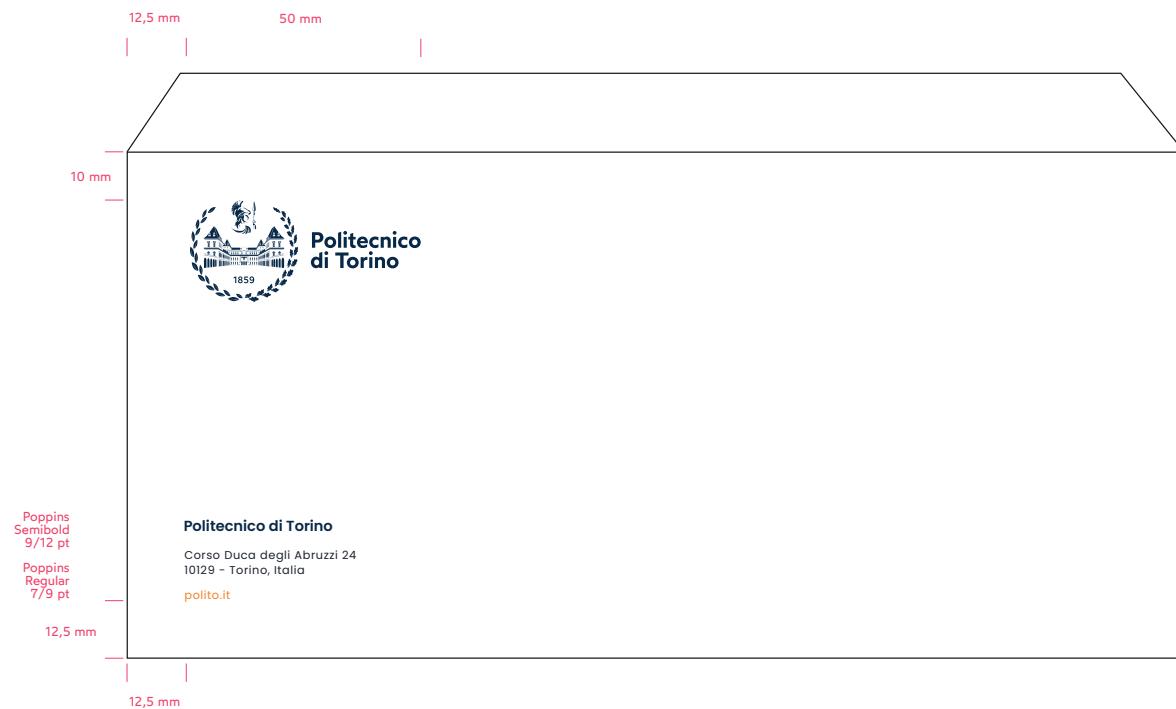 12,5 mm
50 mm
10 mm
Politecnico
di Torino
1859
Poppins
Semibold
9/12 pt
Politecnico di Torino
Poppins
Regular
7/9 pt
Corso Duca degli Abruzzi 24
10129 - Torino, Italia
polito.it
12,5 mm
12,5 mm